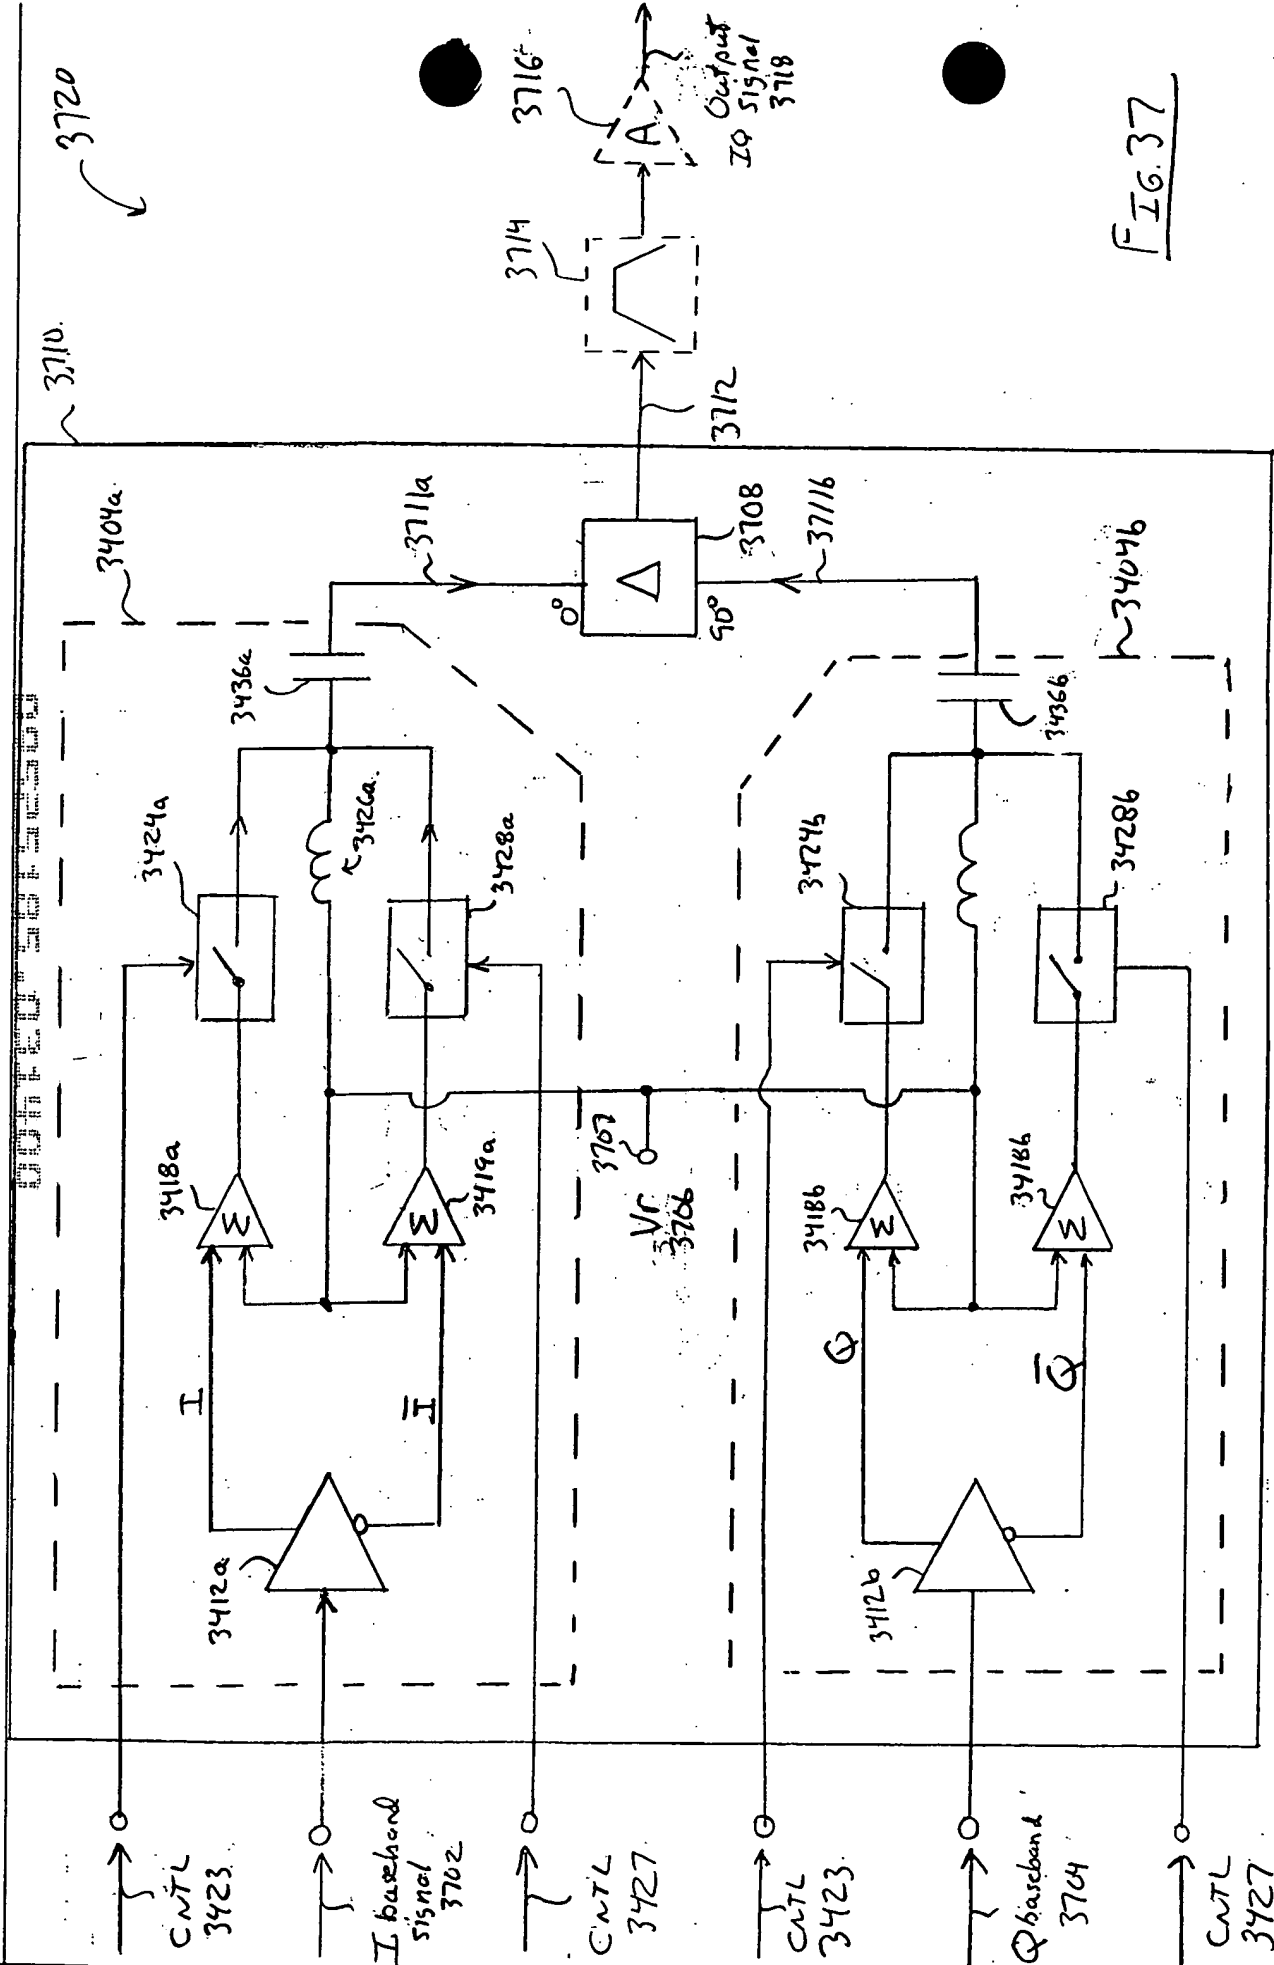 3720
3710
3404a
3424a
3436a
3711a
3418a
3426a
3428a
3419a
I
I̅
3412a
CNTL
3423
I baseband
signal
3702
CNTL
3427
3707
Vr
3706
0°
Δ
90°
3708
3712
3714
3716
A
IQ Output
signal
3718
3711b
3404b
3436b
3424b
3428b
3418b
3418b
Σ
Σ
Σ
Σ
Q
Q̅
3412b
CNTL
3423
Q baseband
3704
CNTL
3427
FIG. 37